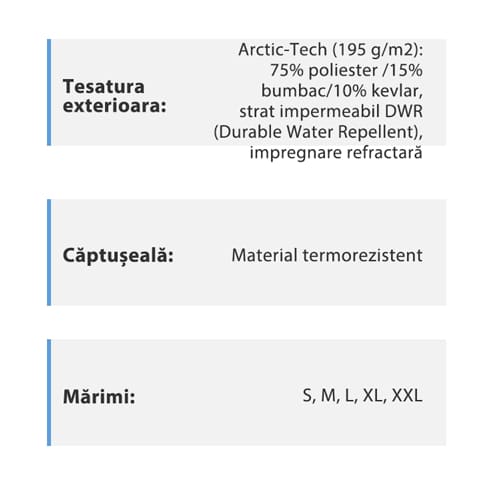 Tesatura
exterioara:
Arctic-Tech (195 g/m2):
75% poliester /15%
bumbac/10% kevlar,
strat impermeabil DWR
(Durable Water Repellent),
impregnare refractară
Căptușeală:
Material termorezistent
Mărimi:
S, M, L, XL, XXL